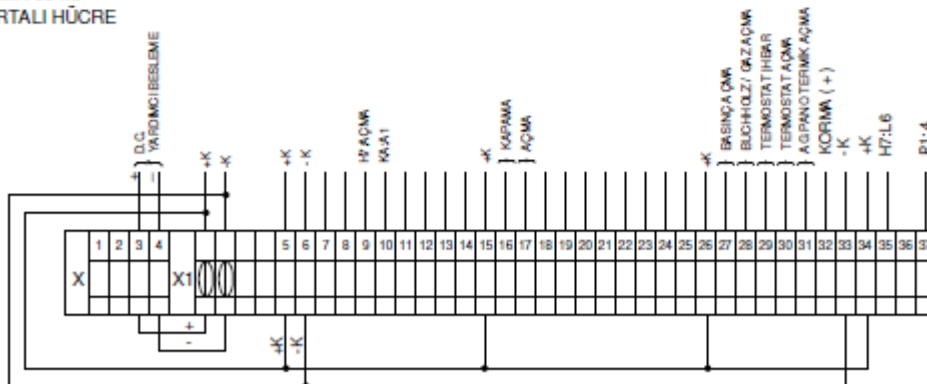 RTALI HÜCRE
+ D.C.
- YARDIMCI BESLEME
+K
-K
+K
-K
H7 AÇMA
KA:A1
+K
KAPAMA
AÇMA
+K
BASINÇ AÇMA
BUCHHOLZ / GAZ AÇMA
TERMOSTAT İHBAR
TERMOSTAT AÇMA
A.G PANO TERMİK AÇMA
KORMA ( + )
-K
+K
H7:L6
X 1 2 3 4 X1 5 6 7 8 9 10 11 12 13 14 15 16 17 18 19 20 21 22 23 24 25 26 27 28 29 30 31 32 33 34 35 36
+
-
+K
-K